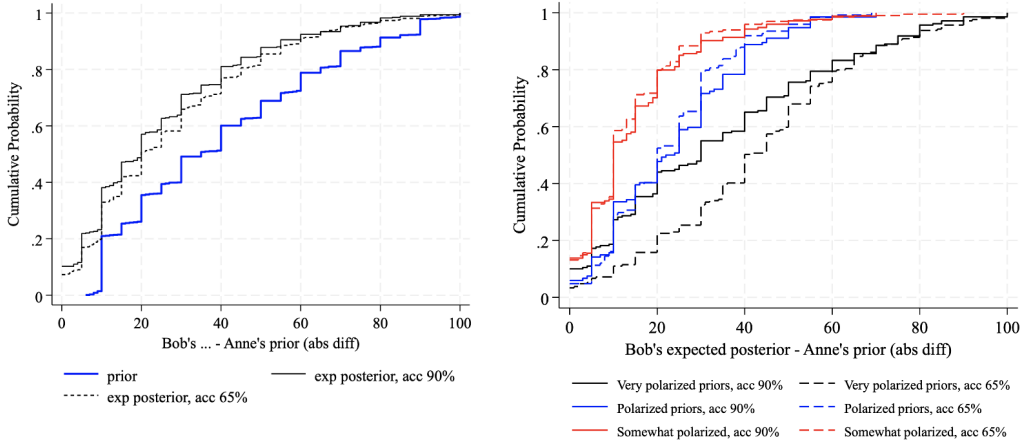 1
.8
.6
.4
.2
0
Cumulative Probability
0 20 40 60 80 100
Bob's ... - Anne's prior (abs diff)
prior
exp posterior, acc 90%
exp posterior, acc 65%
1
.8
.6
.4
.2
0
Cumulative Probability
0 20 40 60 80 100
Bob's expected posterior - Anne's prior (abs diff)
Very polarized priors, acc 90%
Very polarized priors, acc 65%
Polarized priors, acc 90%
Polarized priors, acc 65%
Somewhat polarized, acc 90%
Somewhat polarized, acc 65%